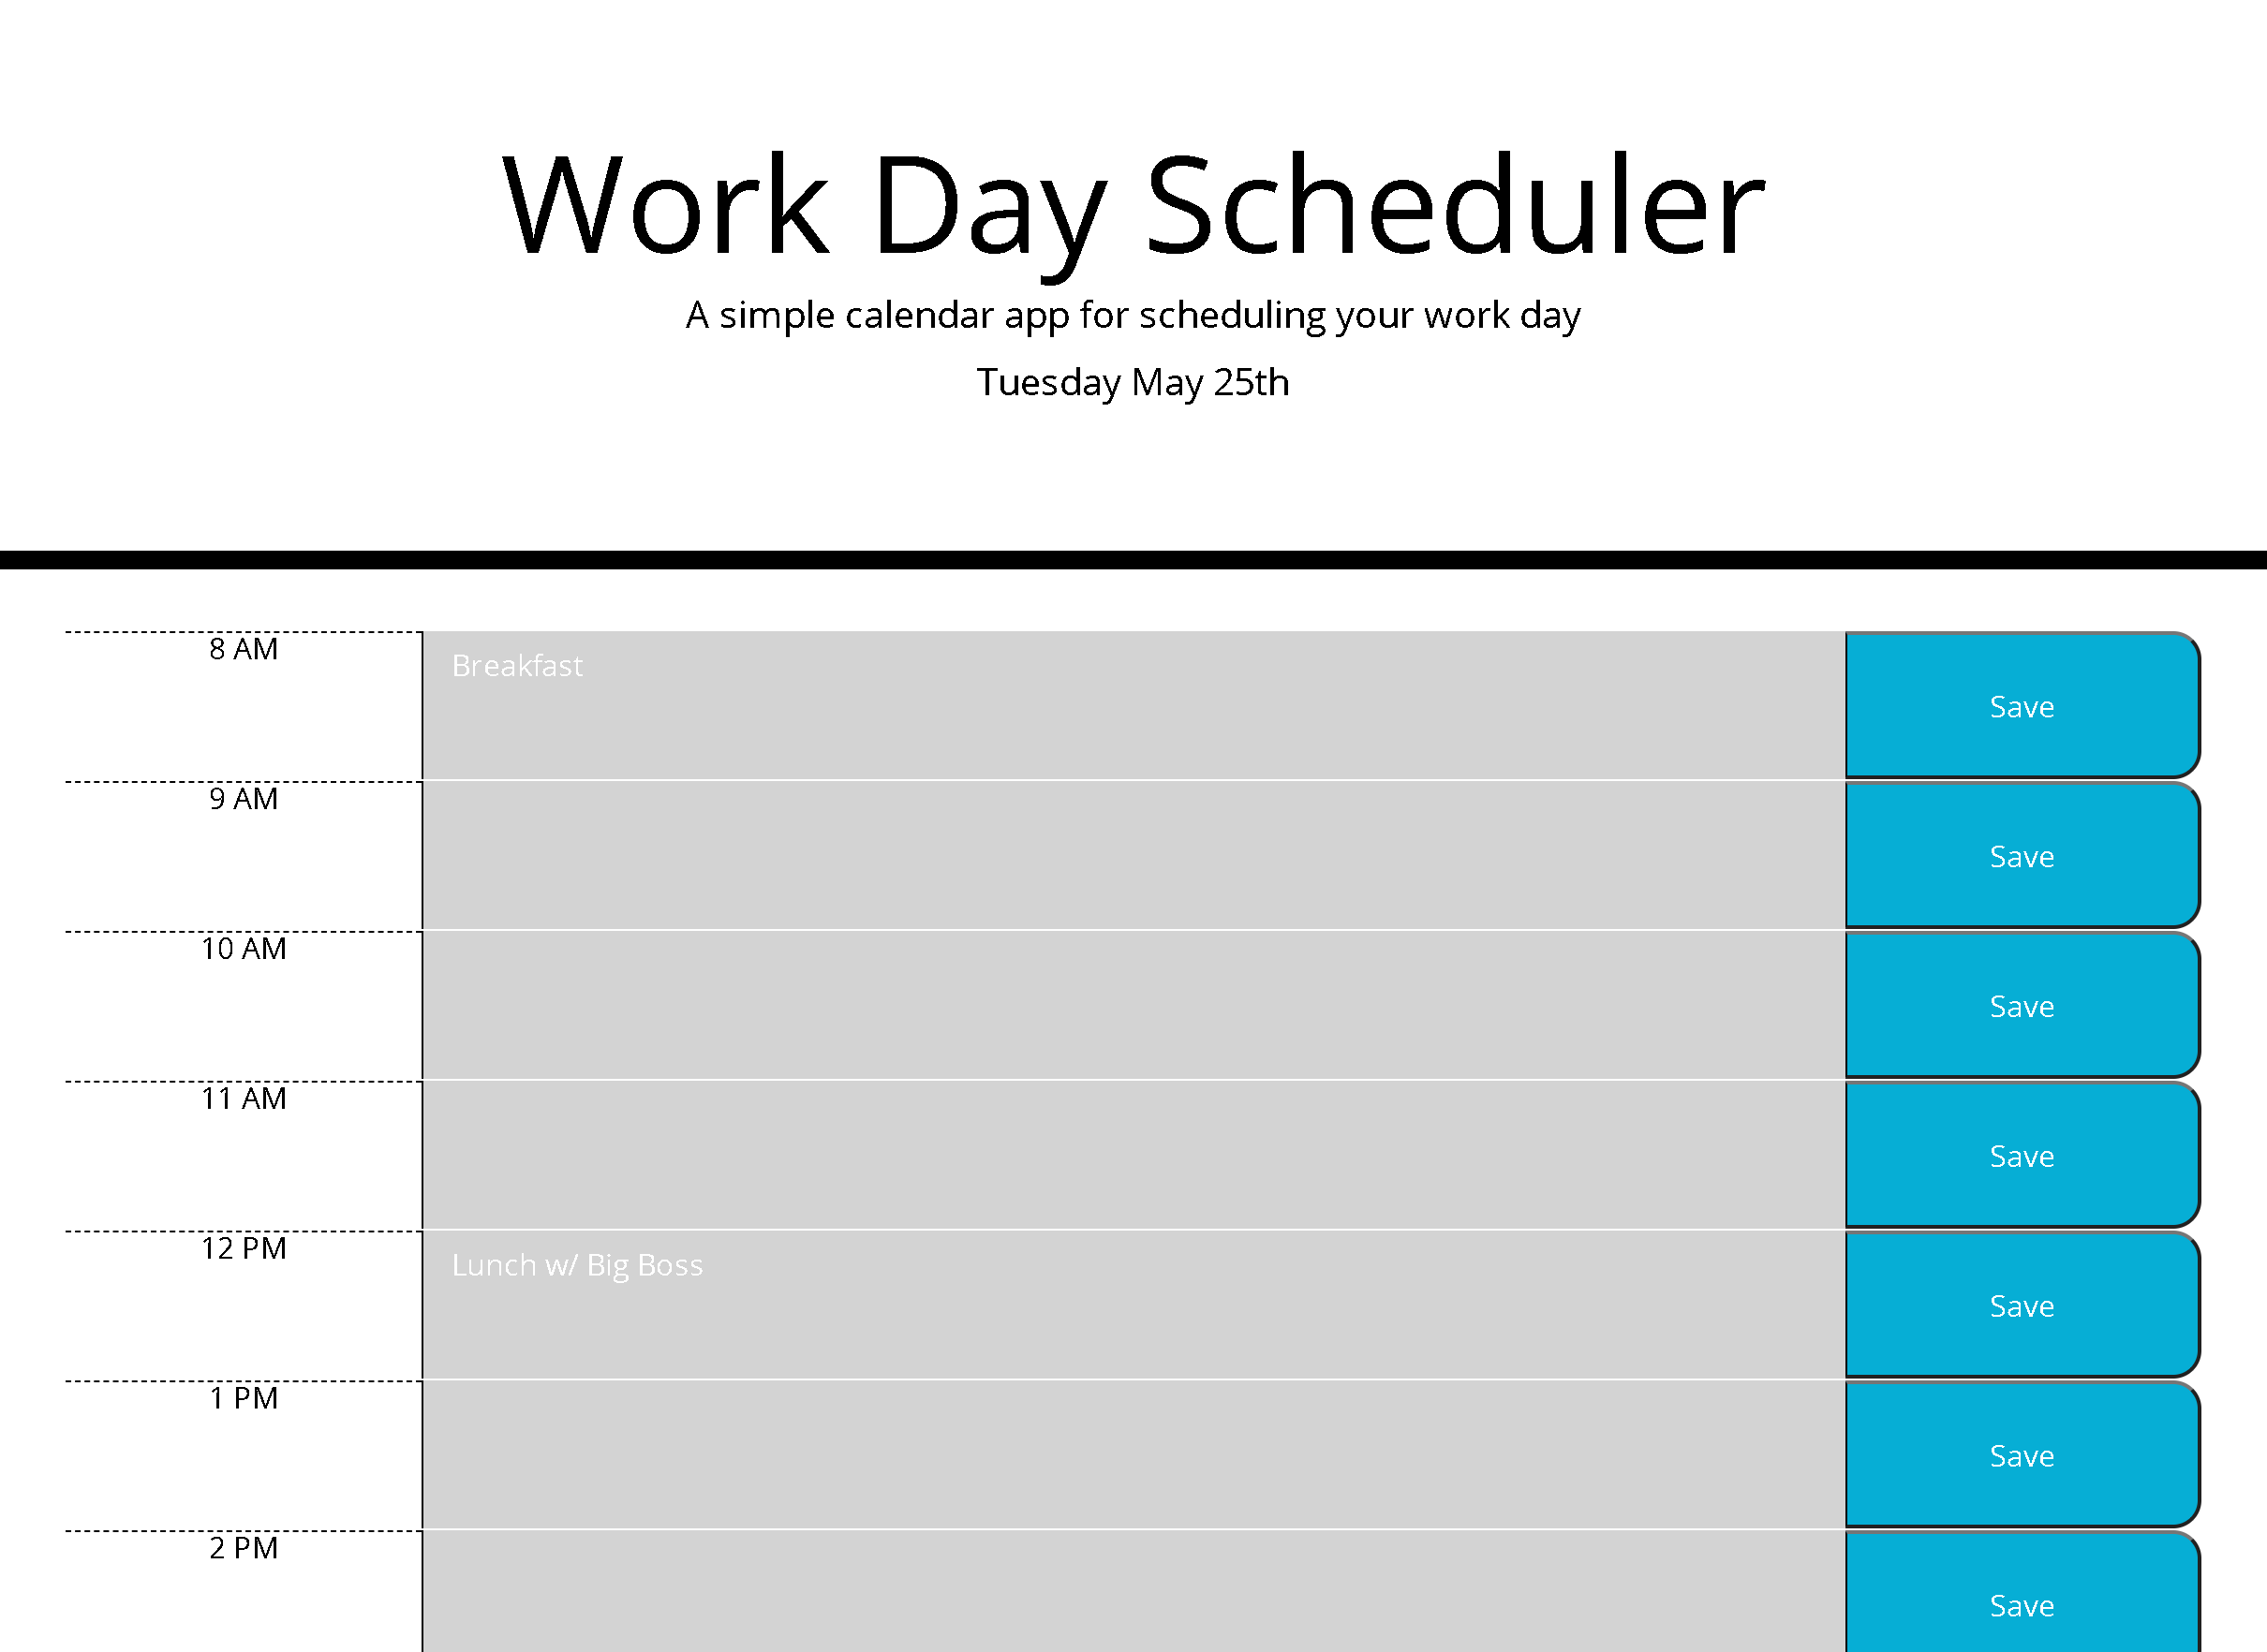 Work Day Scheduler
A simple calendar app for scheduling your work day
Tuesday May 25th
8 AM
Breakfast
Save
9 AM
Save
10 AM
Save
11 AM
Save
12 PM
Lunch w/ Big Boss
Save
1 PM
Save
2 PM
Save